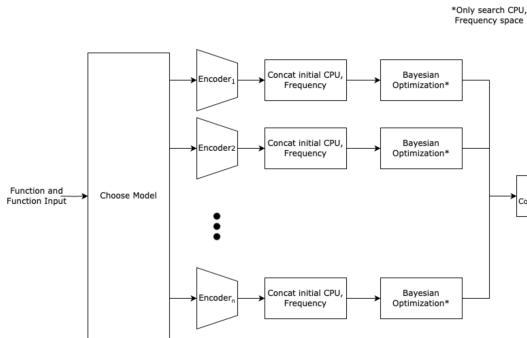 *Only search CPU,
Frequency space
Function and
Function Input
Choose Model
Encoder1
Concat initial CPU,
Frequency
Bayesian
Optimization*
Encoder2
Concat initial CPU,
Frequency
Bayesian
Optimization*
Encodern
Concat initial CPU,
Frequency
Bayesian
Optimization*
Co